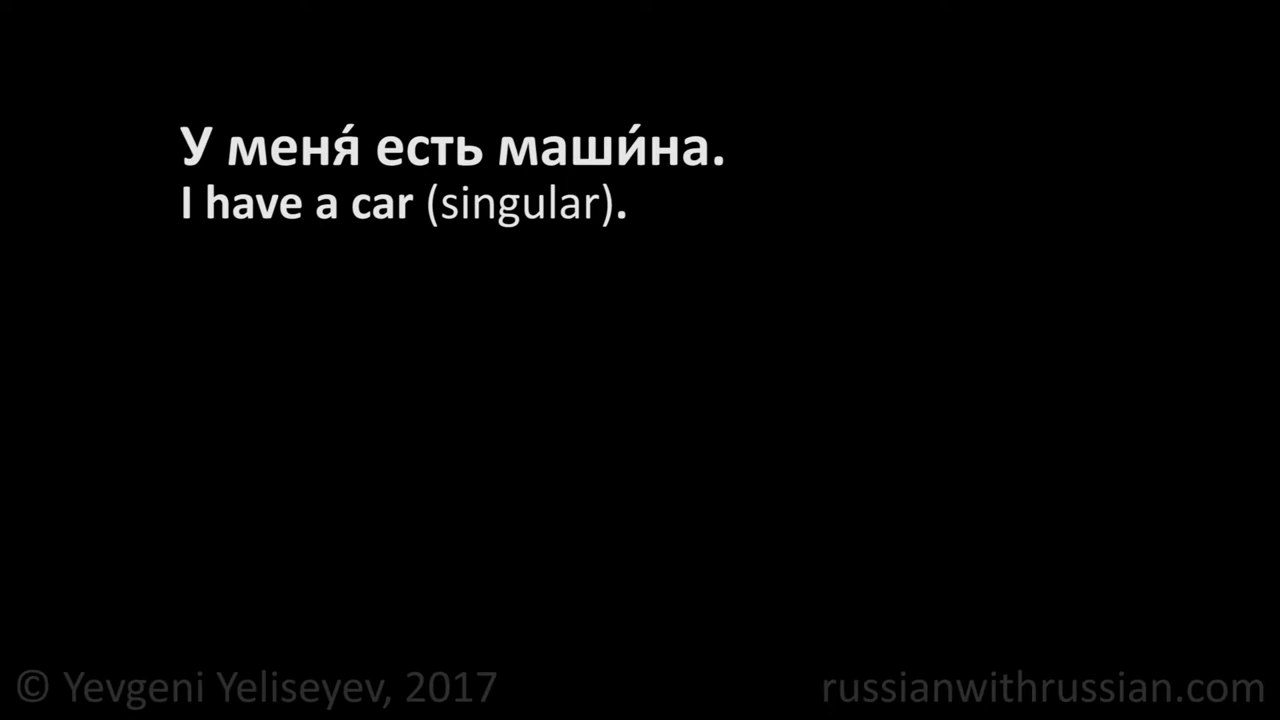 У меня́ есть маши́на.
I have a car (singular).
© Yevgeni Yeliseyev, 2017
russianwithrussian.com